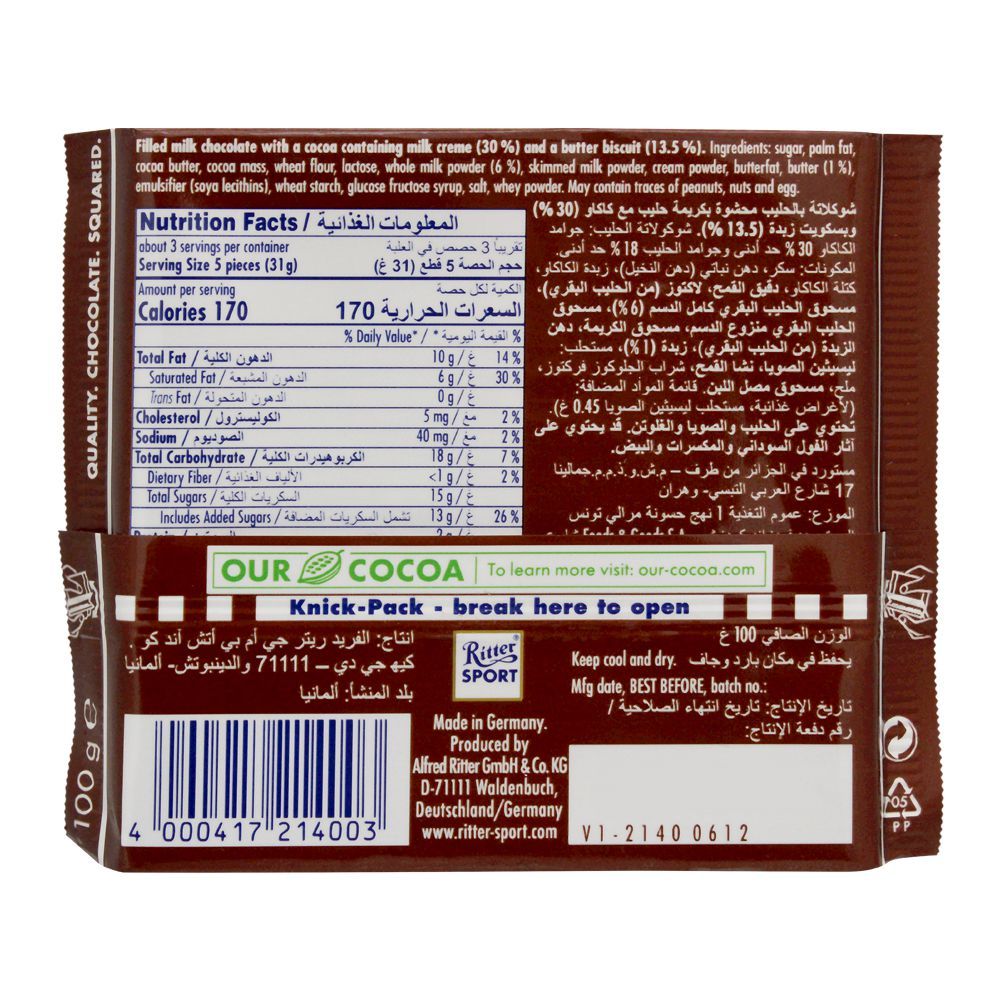 QUALITY. CHOCOLATE. SQUARED.
Filled milk chocolate with a cocoa containing milk creme (30 %) and a butter biscuit (13.5 %). Ingredients: sugar, palm fat,
cocoa butter, cocoa mass, wheat flour, lactose, whole milk powder (6 %), skimmed milk powder, cream powder, butterfat, butter (1 %),
emulsifier (soya lecithins), wheat starch, glucose fructose syrup, salt, whey powder. May contain traces of peanuts, nuts and egg.
Nutrition Facts / المعلومات الغذائية
about 3 servings per container تقريباً 3 حصص في العلبة
Serving Size 5 pieces (31g) حجم الحصة 5 قطع (31 غ)
Amount per serving الكمية لكل حصة
Calories 170 السعرات الحرارية 170
% Daily Value* / * القيمة اليومية %
Total Fat / الدهون الكلية 10 g / غ 14 %
Saturated Fat / الدهون المشبعة 6 g / غ 30 %
Trans Fat / الدهون المتحولة 0 g / غ
Cholesterol / الكوليسترول 5 mg / مغ 2 %
Sodium / الصوديوم 40 mg / مغ 2 %
Total Carbohydrate / الكربوهيدرات الكلية 18 g / غ 7 %
Dietary Fiber / الألياف الغذائية <1 g / غ 2 %
Total Sugars / السكريات الكلية 15 g / غ
Includes Added Sugars / تشمل السكريات المضافة 13 g / غ 26 %
شوكلاتة بالحليب محشوة بكريمة حليب مع كاكاو (30 %)
وبسكويت زبدة (13.5 %). شوكولاتة الحليب: جوامد
الكاكاو 30 % حد أدنى وجوامد الحليب 18 % حد أدنى.
المكونات: سكر، دهن نباتي (دهن النخيل)، زبدة الكاكاو،
كتلة الكاكاو، دقيق القمح، لاكتوز (من الحليب البقري)،
مسحوق الحليب البقري كامل الدسم (6 %)، مسحوق
الحليب البقري منزوع الدسم، مسحوق الكريمة، دهن
الزبدة (من الحليب البقري)، زبدة (1 %)، مستحلب:
ليسيثين الصويا، نشا القمح، شراب الجلوكوز فركتوز،
ملح، مسحوق مصل اللبن. قائمة المواد المضافة:
(لأغراض غذائية، مستحلب ليسيثين الصويا 0.45 غ).
تحتوي على الحليب والصويا والغلوتن. قد يحتوي على
آثار الفول السوداني والمكسرات والبيض.
مستورد في الجزائر من طرف – م.ش.و.ذ.م.م.جمالينا
17 شارع العربي التبسي- وهران
الموزع: عموم التغذية 1 نهج حسونة مرالي تونس
OUR COCOA To learn more visit: our-cocoa.com
Knick-Pack - break here to open
انتاج: الفريد ريتر جي أم بي أتش أند كو .
كيه جي دي – 71111 والدينبوتش- ألمانيا
بلد المنشأ: ألمانيا
Ritter
SPORT
®
Made in Germany.
Produced by
Alfred Ritter GmbH & Co. KG
D-71111 Waldenbuch,
Deutschland/Germany
www.ritter-sport.com
الوزن الصافي 100 غ
Keep cool and dry. يحفظ في مكان بارد وجاف
Mfg date, BEST BEFORE, batch no.:
تاريخ الإنتاج: تاريخ انتهاء الصلاحية /
رقم دفعة الإنتاج:
V1-2140 0612
4 000417 214003
100 g e
05
PP